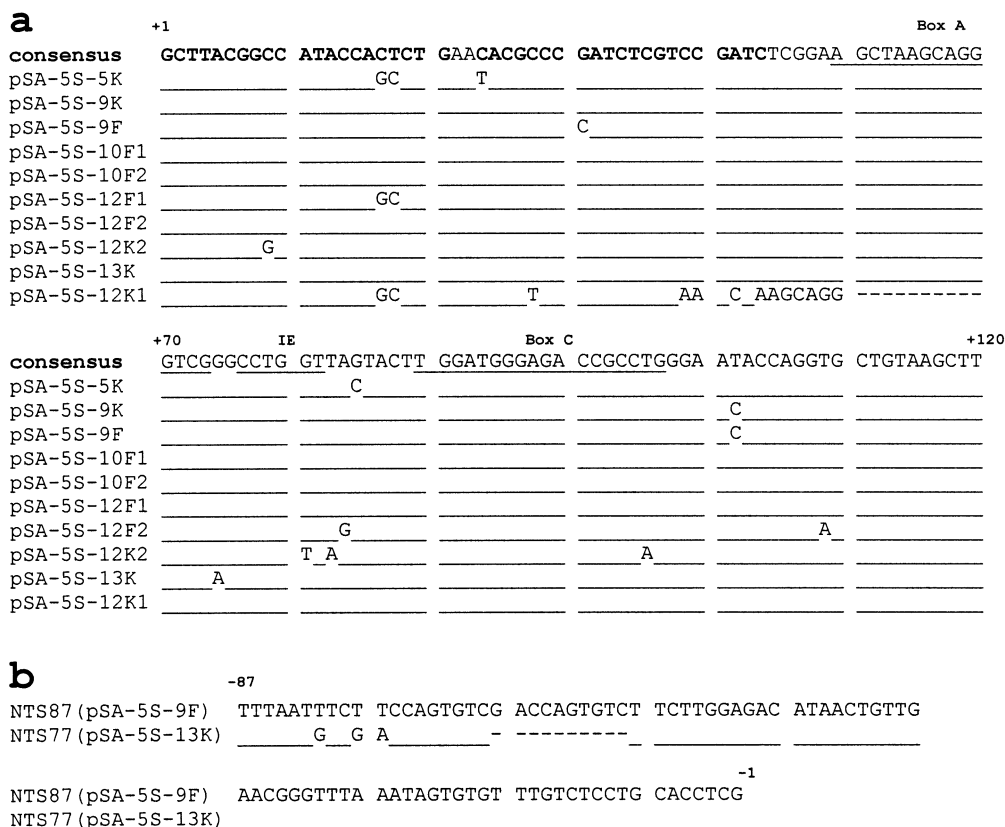 a
+1 Box A
consensus GCTTACGGCC ATACCACTCT GAACACGCCC GATCTCGTCC GATCTCGGAA GCTAAGCAGG
pSA-5S-5K GC T
pSA-5S-9K
pSA-5S-9F C
pSA-5S-10F1
pSA-5S-10F2
pSA-5S-12F1 GC
pSA-5S-12F2
pSA-5S-12K2 G
pSA-5S-13K
pSA-5S-12K1 GC T AA C AAGCAGG ----------
+70 IE Box C +120
consensus GTCGGGCCTG GTTAGTACTT GGATGGGAGA CCGCCTGGGA ATACCAGGTG CTGTAAGCTT
pSA-5S-5K C
pSA-5S-9K C
pSA-5S-9F C
pSA-5S-10F1
pSA-5S-10F2
pSA-5S-12F1
pSA-5S-12F2 G A
pSA-5S-12K2 T A A
pSA-5S-13K A
pSA-5S-12K1
b
-87
NTS87(pSA-5S-9F) TTTAATTTCT TCCAGTGTCG ACCAGTGTCT TCTTGGAGAC ATAACTGTTG
NTS77(pSA-5S-13K) G G A - ---------
-1
NTS87(pSA-5S-9F) AACGGGTTTA AATAGTGTGT TTGTCTCCTG CACCTCG
NTS77(pSA-5S-13K)